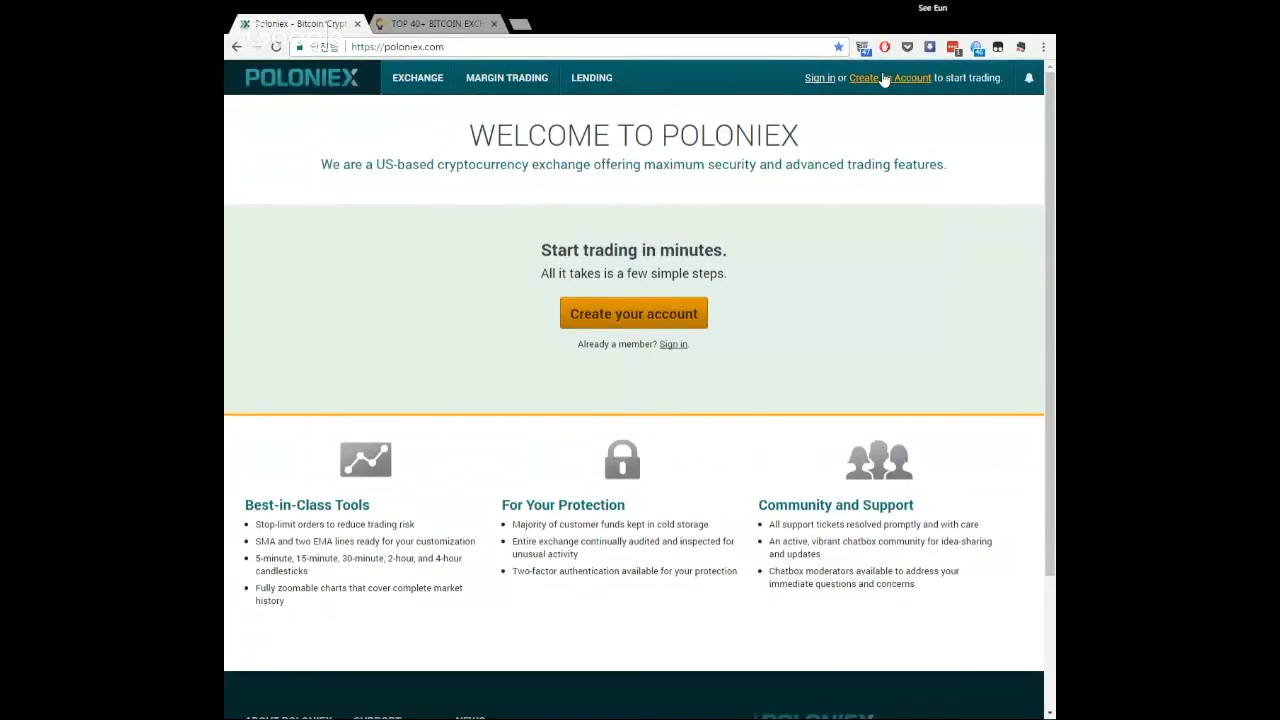 See Eun
Poloniex - Bitcoin/Crypt
TOP 40+ BITCOIN EXCH
https://poloniex.com
POLONIEX
EXCHANGE
MARGIN TRADING
LENDING
Sign in or Create an Account to start trading.
WELCOME TO POLONIEX
We are a US-based cryptocurrency exchange offering maximum security and advanced trading features.
Start trading in minutes.
All it takes is a few simple steps.
Create your account
Already a member? Sign in.
Best-in-Class Tools
Stop-limit orders to reduce trading risk
SMA and two EMA lines ready for your customization
5-minute, 15-minute, 30-minute, 2-hour, and 4-hour
candlesticks
Fully zoomable charts that cover complete market
history
For Your Protection
Majority of customer funds kept in cold storage
Entire exchange continually audited and inspected for
unusual activity
Two-factor authentication available for your protection
Community and Support
All support tickets resolved promptly and with care
An active, vibrant chatbox community for idea-sharing
and updates
Chatbox moderators available to address your
immediate questions and concerns
ABOUT POLONIEX
SUPPORT
NEWS
POLONIEX